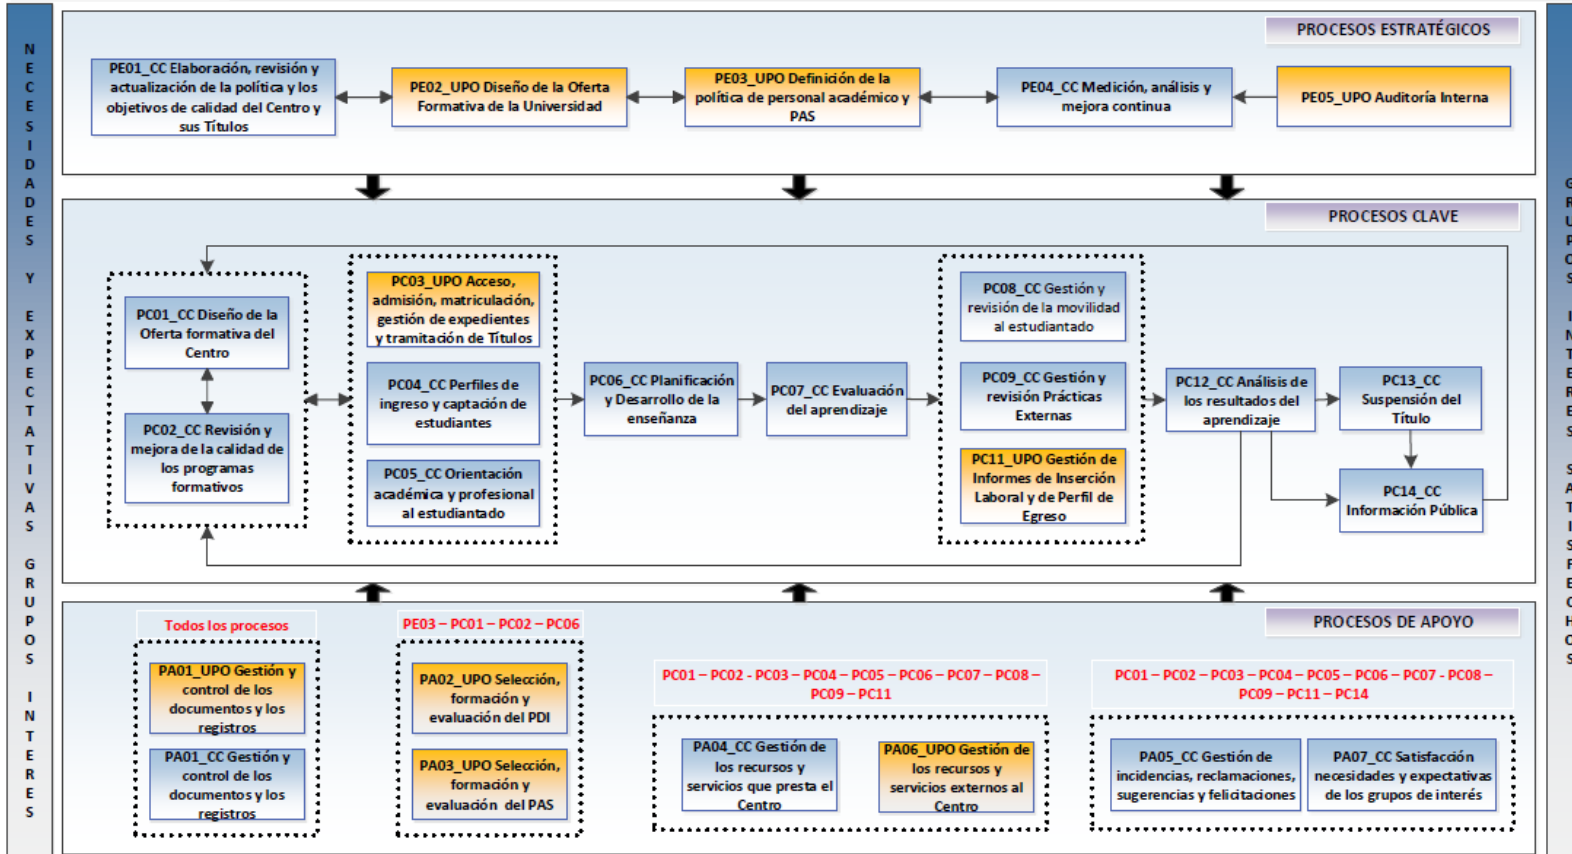 NECESIDADES Y EXPECTATIVAS GRUPOS INTERES
PROCESOS ESTRATÉGICOS
PE01_CC Elaboración, revisión y
actualización de la política y los
objetivos de calidad del Centro y
sus Títulos
PE02_UPO Diseño de la Oferta
Formativa de la Universidad
PE03_UPO Definición de la
política de personal académico y
PAS
PE04_CC Medición, análisis y
mejora continua
PE05_UPO Auditoría Interna
PROCESOS CLAVE
PC01_CC Diseño de la
Oferta formativa del
Centro
PC02_CC Revisión y
mejora de la calidad de
los programas
formativos
PC03_UPO Acceso,
admisión, matriculación,
gestión de expedientes
y tramitación de Títulos
PC04_CC Perfiles de
ingreso y captación de
estudiantes
PC05_CC Orientación
académica y profesional
al estudiantado
PC06_CC Planificación
y Desarrollo de la
enseñanza
PC07_CC Evaluación
del aprendizaje
PC08_CC Gestión y
revisión de la movilidad
al estudiantado
PC09_CC Gestión y
revisión Prácticas
Externas
PC11_UPO Gestión de
Informes de Inserción
Laboral y de Perfil de
Egreso
PC12_CC Análisis de
los resultados del
aprendizaje
PC13_CC
Suspensión del
Título
PC14_CC
Información Pública
PROCESOS DE APOYO
Todos los procesos
PA01_UPO Gestión y
control de los
documentos y los
registros
PA01_CC Gestión y
control de los
documentos y los
registros
PE03 – PC01 – PC02 – PC06
PA02_UPO Selección,
formación y
evaluación del PDI
PA03_UPO Selección,
formación y
evaluación del PAS
PC01 – PC02 - PC03 – PC04 – PC05 – PC06 – PC07 – PC08 –
PC09 – PC11
PA04_CC Gestión de
los recursos y
servicios que presta el
Centro
PA06_UPO Gestión de
los recursos y
servicios externos al
Centro
PC01 – PC02 – PC03 – PC04 – PC05 – PC06 – PC07 - PC08 –
PC09 – PC11 – PC14
PA05_CC Gestión de
incidencias, reclamaciones,
sugerencias y felicitaciones
PA07_CC Satisfacción
necesidades y expectativas
de los grupos de interés
GRUPOS INTERES SATISFECHOS